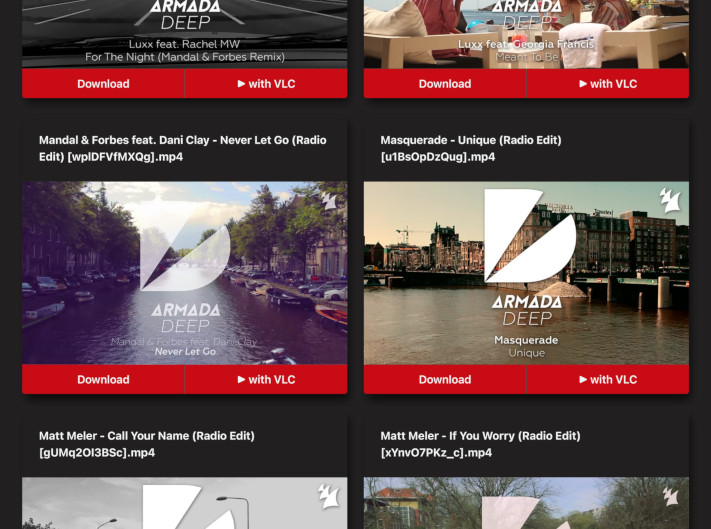 ARMADA
DEEP
Luxx feat. Rachel MW
For The Night (Mandal & Forbes Remix)
Download
▶ with VLC
ARMADA
DEEP
Luxx feat. Georgia Francis
Meant To Be
Download
▶ with VLC
Mandal & Forbes feat. Dani Clay - Never Let Go (Radio
Edit) [wplDFVfMXQg].mp4
ARMADA
DEEP
Mandal & Forbes feat. Dani Clay
Never Let Go
Download
▶ with VLC
Masquerade - Unique (Radio Edit)
[u1BsOpDzQug].mp4
ARMADA
DEEP
Masquerade
Unique
Download
▶ with VLC
Matt Meler - Call Your Name (Radio Edit)
[gUMq2OI3BSc].mp4
Matt Meler - If You Worry (Radio Edit)
[xYnvO7PKz_c].mp4